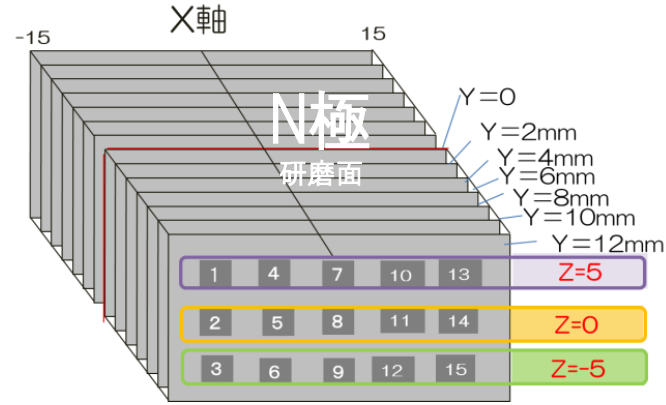 X軸
-15
15
N極
研磨面
Y=0
Y=2mm
Y=4mm
Y=6mm
Y=8mm
Y=10mm
Y=12mm
1 4 7 10 13 Z=5
2 5 8 11 14 Z=0
3 6 9 12 15 Z=-5